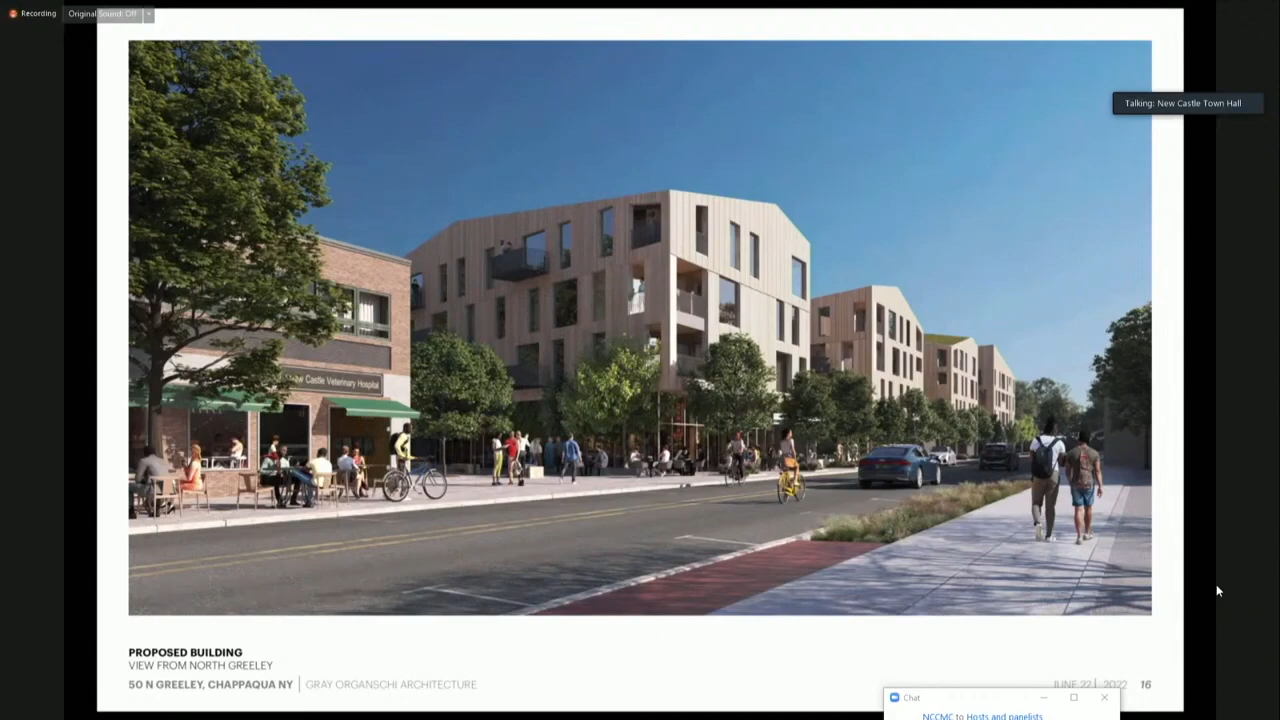 Recording
Original Sound: Off
Talking: New Castle Town Hall
New Castle Veterinary Hospital
PROPOSED BUILDING
VIEW FROM NORTH GREELEY
50 N GREELEY, CHAPPAQUA NY | GRAY ORGANSCHI ARCHITECTURE
JUNE 22 | 2022 16
Chat
NCCMC to Hosts and panelists